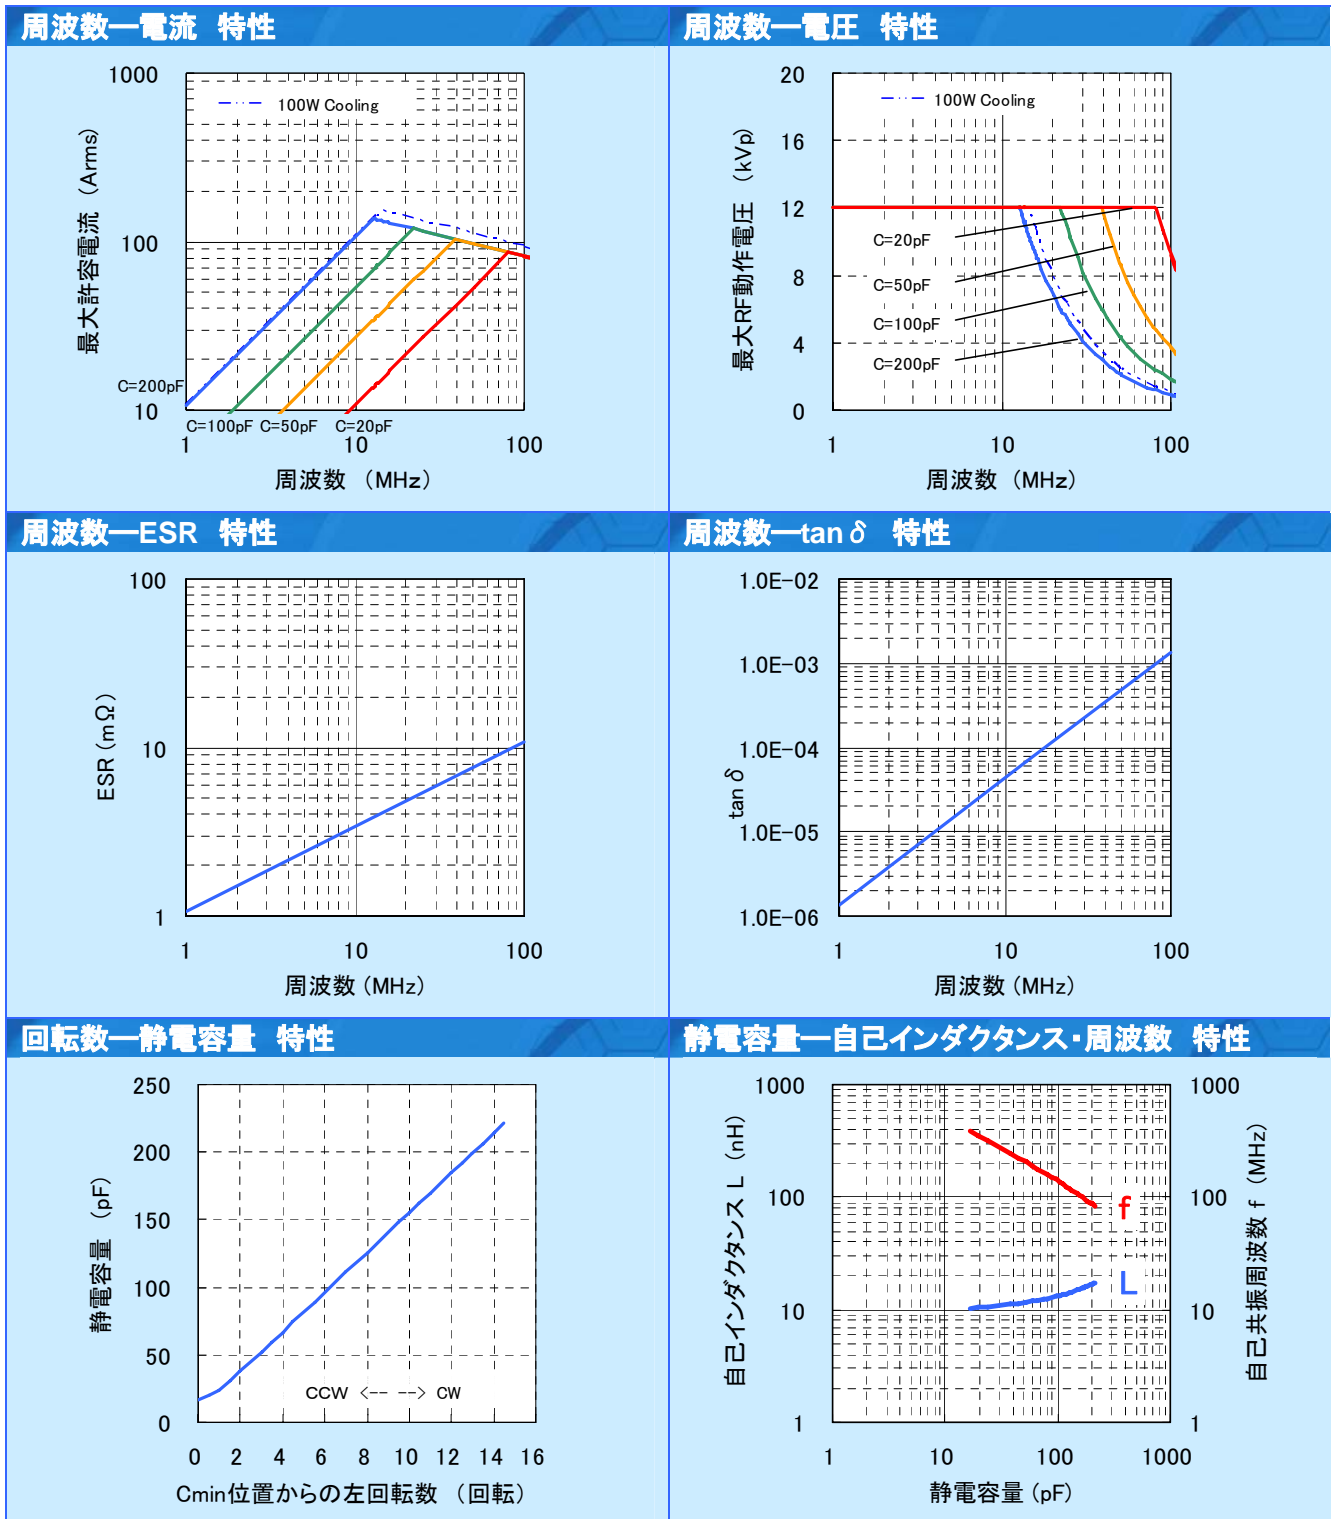 周波数―電流 特性
1000
100
10
1
10
100
100W Cooling
C=200pF
C=100pF
C=50pF
C=20pF
最大許容電流 (Arms)
周波数 (MHz)
周波数―電圧 特性
20
16
12
8
4
0
1
10
100
100W Cooling
C=20pF
C=50pF
C=100pF
C=200pF
最大RF動作電圧 (kVp)
周波数 (MHz)
周波数―ESR 特性
100
10
1
1
10
100
ESR (mΩ)
周波数 (MHz)
周波数―tanδ 特性
1.0E-02
1.0E-03
1.0E-04
1.0E-05
1.0E-06
1
10
100
tanδ
周波数 (MHz)
回転数―静電容量 特性
250
200
150
100
50
0
0 2 4 6 8 10 12 14 16
CCW <-- --> CW
静電容量 (pF)
Cmin位置からの左回転数 (回転)
静電容量―自己インダクタンス・周波数 特性
1000
100
10
1
1000
100
10
1
1
10
100
1000
f
L
自己インダクタンス L (nH)
自己共振周波数 f (MHz)
静電容量 (pF)